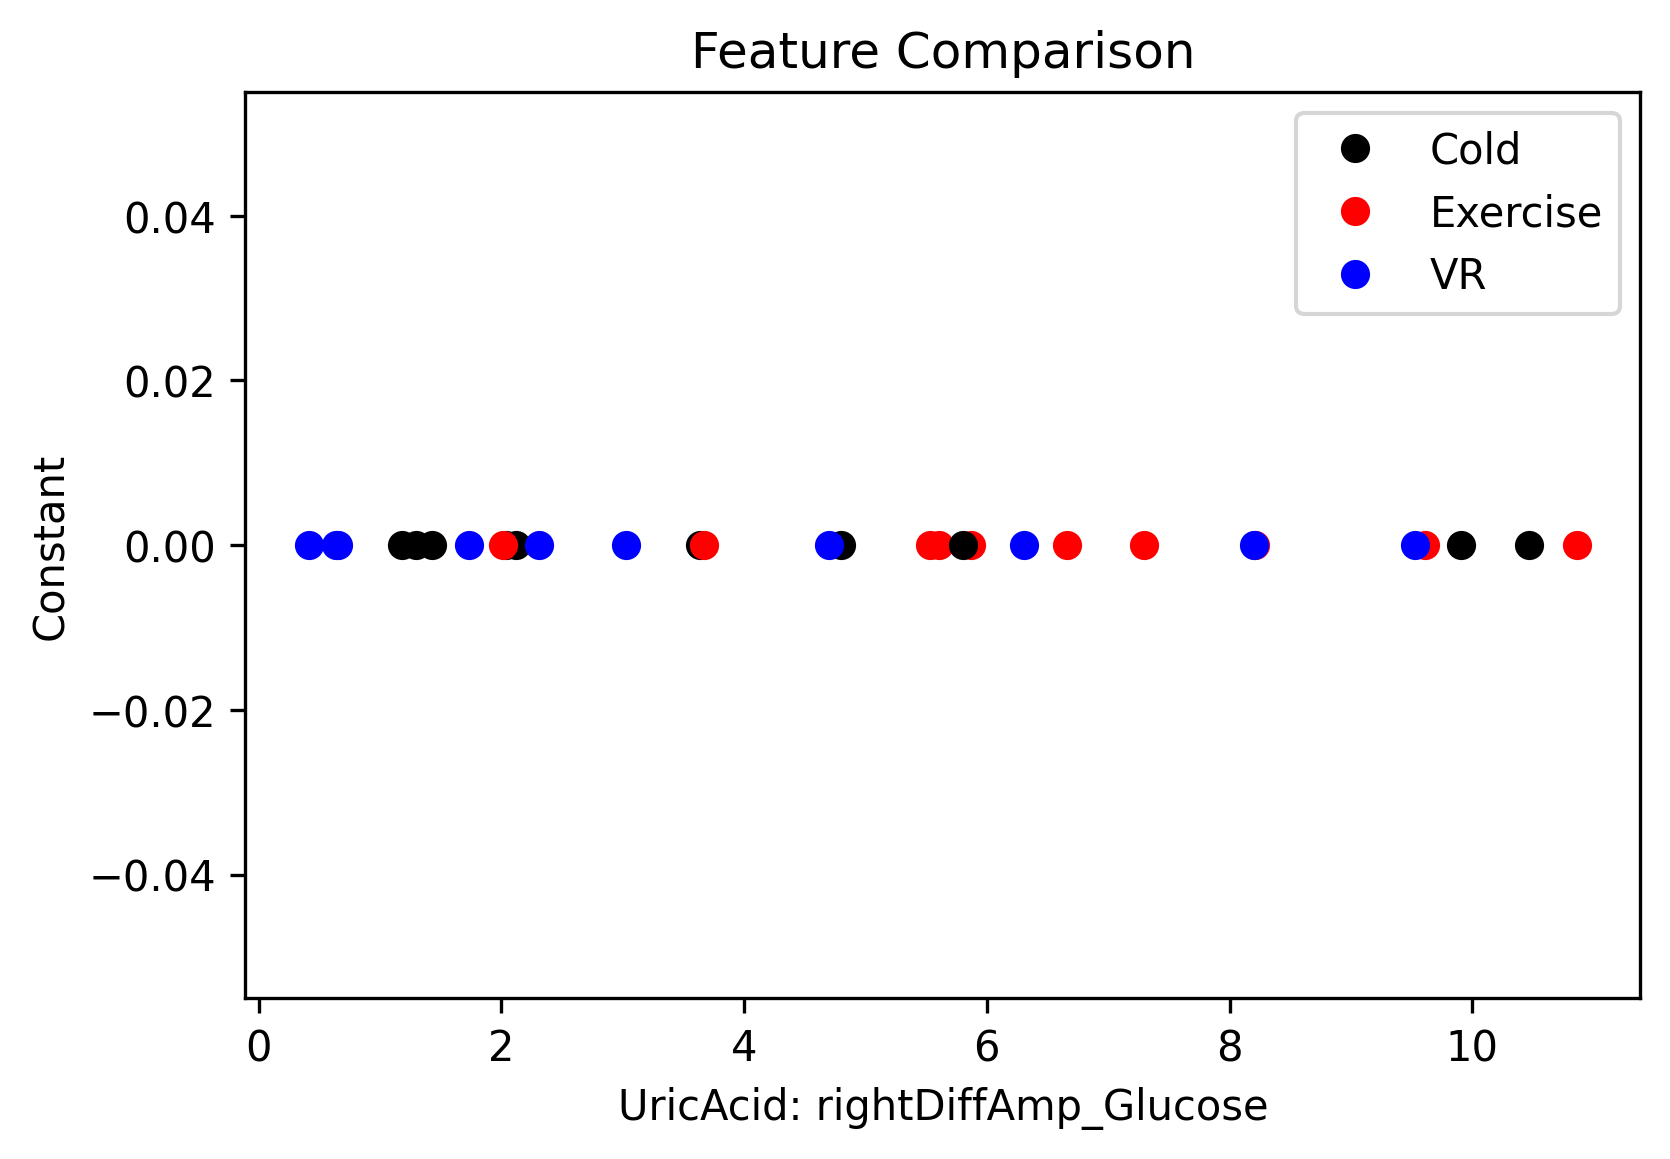 Feature Comparison
Cold
Exercise
VR
0.04
0.02
0.00
−0.02
−0.04
Constant
0 2 4 6 8 10
UricAcid: rightDiffAmp_Glucose